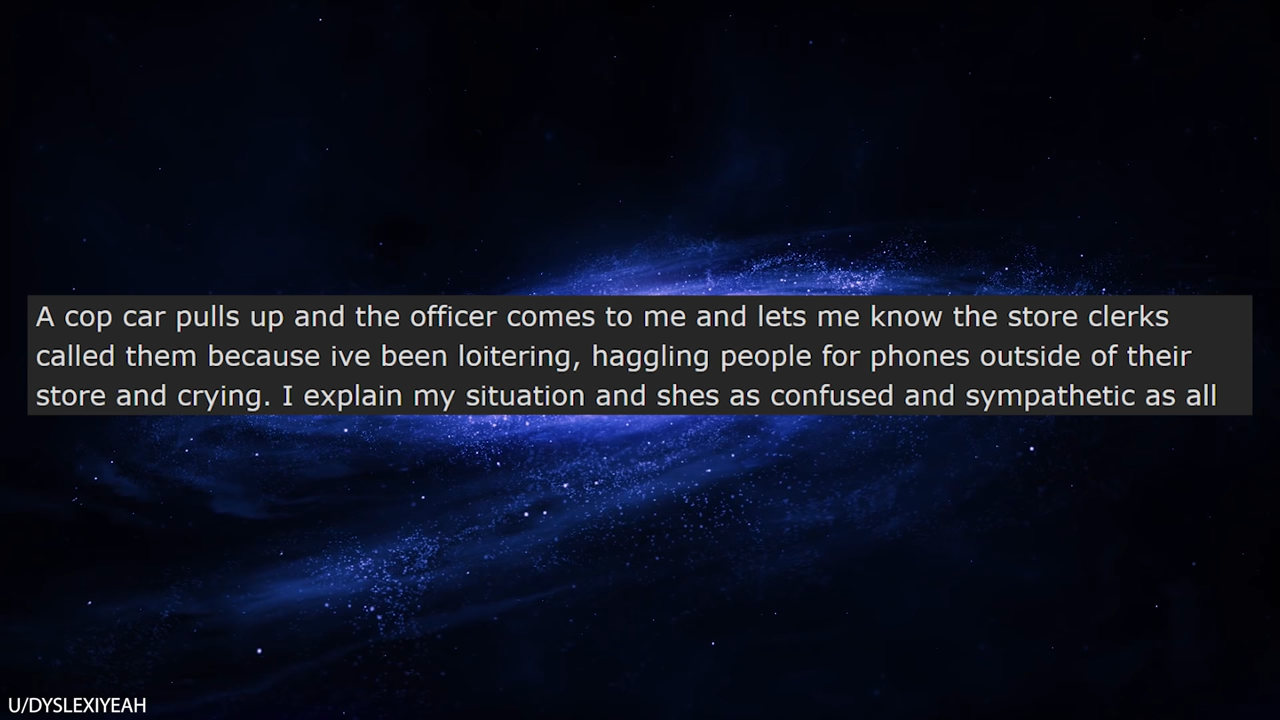 A cop car pulls up and the officer comes to me and lets me know the store clerks
called them because ive been loitering, haggling people for phones outside of their
store and crying. I explain my situation and shes as confused and sympathetic as all
U/DYSLEXIYEAH